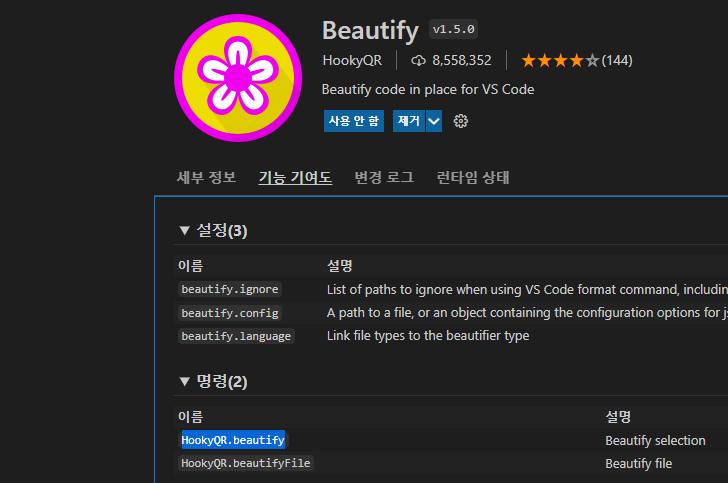 Beautify v1.5.0
HookyQR 8,558,352 (144)
Beautify code in place for VS Code
사용 안 함 제거
세부 정보 기능 기여도 변경 로그 런타임 상태
▼ 설정(3)
이름 설명
beautify.ignore List of paths to ignore when using VS Code format command, including
beautify.config A path to a file, or an object containing the configuration options for j
beautify.language Link file types to the beautifier type
▼ 명령(2)
이름 설명
HookyQR.beautify Beautify selection
HookyQR.beautifyFile Beautify file